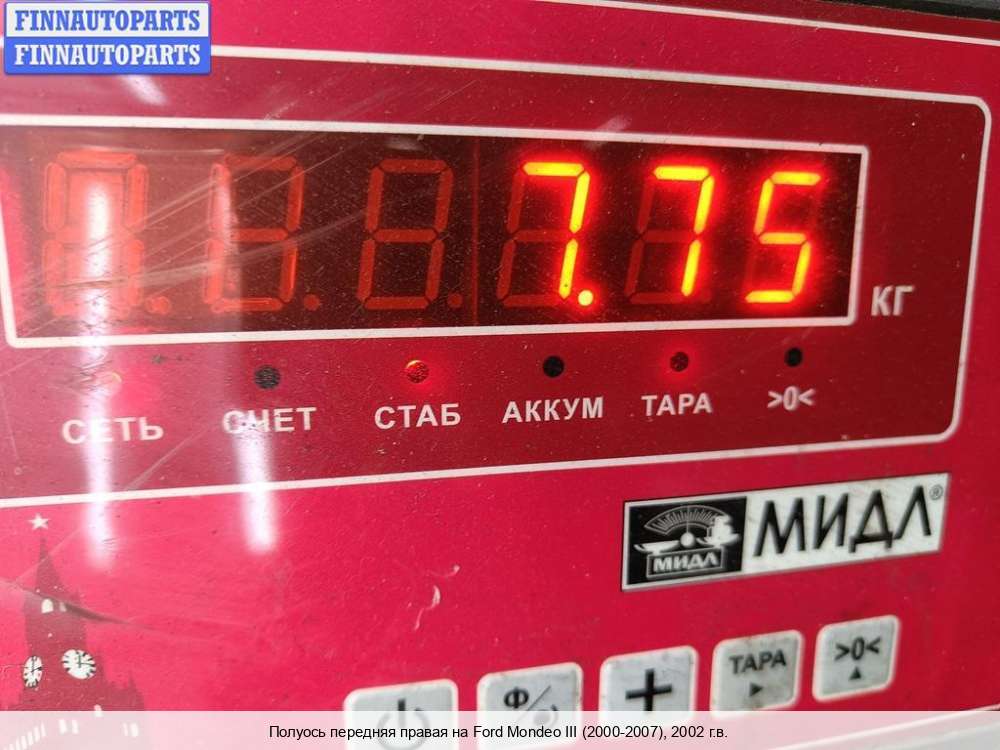 FINNAUTOPARTS
FINNAUTOPARTS
7.75
КГ
СЕТЬ СЧЕТ СТАБ АККУМ ТАРА >0<
МИДЛ МИДЛ®
Ф/
+ ТАРА >0<
Полуось передняя правая на Ford Mondeo III (2000-2007), 2002 г.в.